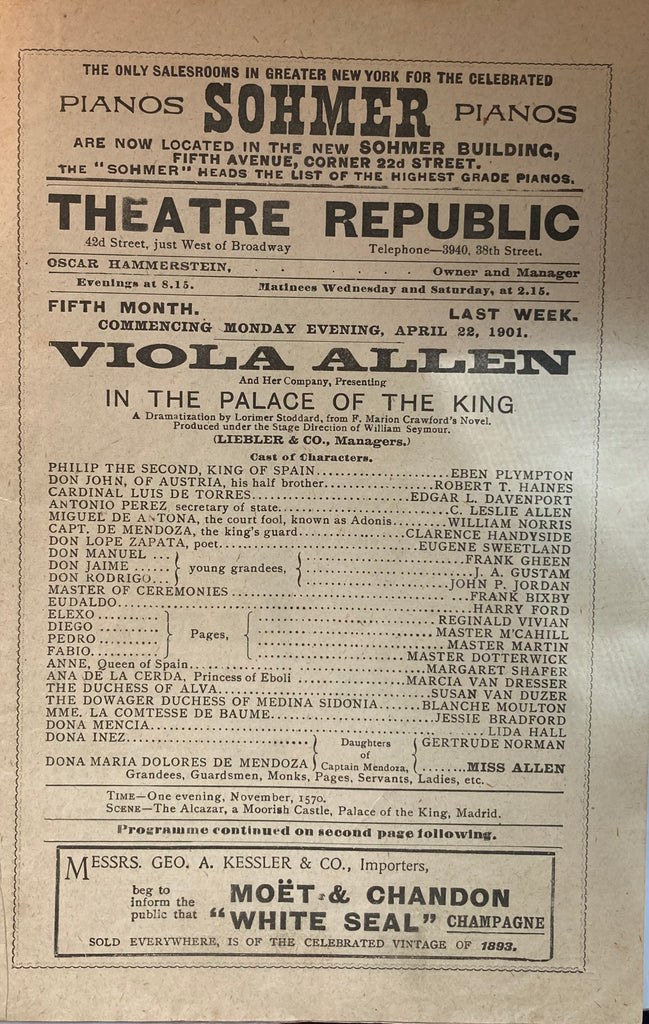 THE ONLY SALESROOMS IN GREATER NEW YORK FOR THE CELEBRATED
PIANOS SOHMER PIANOS
ARE NOW LOCATED IN THE NEW SOHMER BUILDING,
FIFTH AVENUE, CORNER 22d STREET.
THE "SOHMER" HEADS THE LIST OF THE HIGHEST GRADE PIANOS.
THEATRE REPUBLIC
42d Street, just West of Broadway Telephone—3940, 38th Street.
OSCAR HAMMERSTEIN, . . . . . . Owner and Manager
Evenings at 8.15. Matinees Wednesday and Saturday, at 2.15.
FIFTH MONTH. LAST WEEK.
COMMENCING MONDAY EVENING, APRIL 22, 1901.
VIOLA ALLEN
And Her Company, Presenting
IN THE PALACE OF THE KING
A Dramatization by Lorimer Stoddard, from F. Marion Crawford's Novel.
Produced under the Stage Direction of William Seymour.
(LIEBLER & CO., Managers.)
Cast of Characters.
PHILIP THE SECOND, KING OF SPAIN..................EBEN PLYMPTON
DON JOHN, OF AUSTRIA, his half brother..................ROBERT T. HAINES
CARDINAL LUIS DE TORRES..................EDGAR L. DAVENPORT
ANTONIO PEREZ, secretary of state..................C. LESLIE ALLEN
MIGUEL DE ANTONA, the court fool, known as Adonis........WILLIAM NORRIS
CAPT. DE MENDOZA, the king's guard..................CLARENCE HANDYSIDE
DON LOPE ZAPATA, poet..................EUGENE SWEETLAND
DON MANUEL ... ..................FRANK GHEEN
DON JAIME ...... young grandees, ..................J. A. GUSTAM
DON RODRIGO... ..................JOHN P. JORDAN
MASTER OF CEREMONIES..................FRANK BIXBY
EUDALDO..................HARRY FORD
ELEXO .......... ..................REGINALD VIVIAN
DIEGO .......... Pages, ..................MASTER M'CAHILL
PEDRO .......... ..................MASTER MARTIN
FABIO........... ..................MASTER DOTTERWICK
ANNE, Queen of Spain..................MARGARET SHAFER
ANA DE LA CERDA, Princess of Eboli ..................MARCIA VAN DRESSER
THE DUCHESS OF ALVA..................SUSAN VAN DUZER
THE DOWAGER DUCHESS OF MEDINA SIDONIA......BLANCHE MOULTON
MME. LA COMTESSE DE BAUME..................JESSIE BRADFORD
DONA MENCIA..................LIDA HALL
DONA INEZ.................. Daughters GERTRUDE NORMAN
of
DONA MARIA DOLORES DE MENDOZA Captain Mendoza, ........MISS ALLEN
Grandees, Guardsmen, Monks, Pages, Servants, Ladies, etc.
TIME—One evening, November, 1570.
SCENE—The Alcazar, a Moorish Castle, Palace of the King, Madrid.
Programme continued on second page following.
MESSRS. GEO. A. KESSLER & CO., Importers,
beg to
inform the
public that
MOËT & CHANDON
"WHITE SEAL" CHAMPAGNE
SOLD EVERYWHERE, IS OF THE CELEBRATED VINTAGE OF 1893.